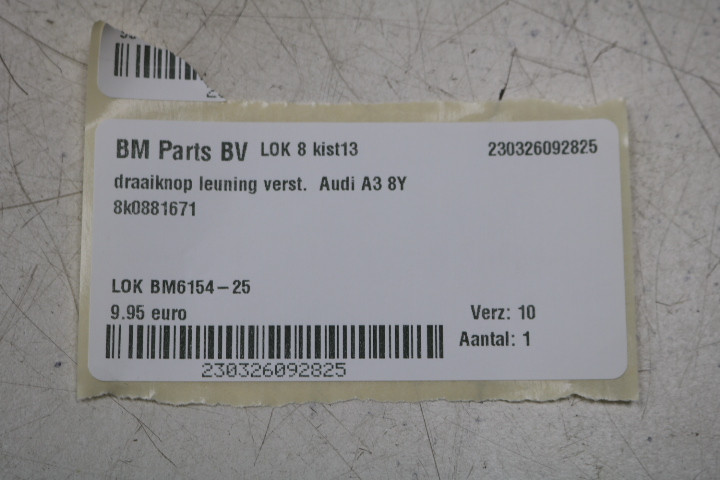 BM Parts BV LOK 8 kist13 230326092825
draaiknop leuning verst. Audi A3 8Y
8k0881671
LOK BM6154-25
9.95 euro Verz: 10
Aantal: 1
230326092825